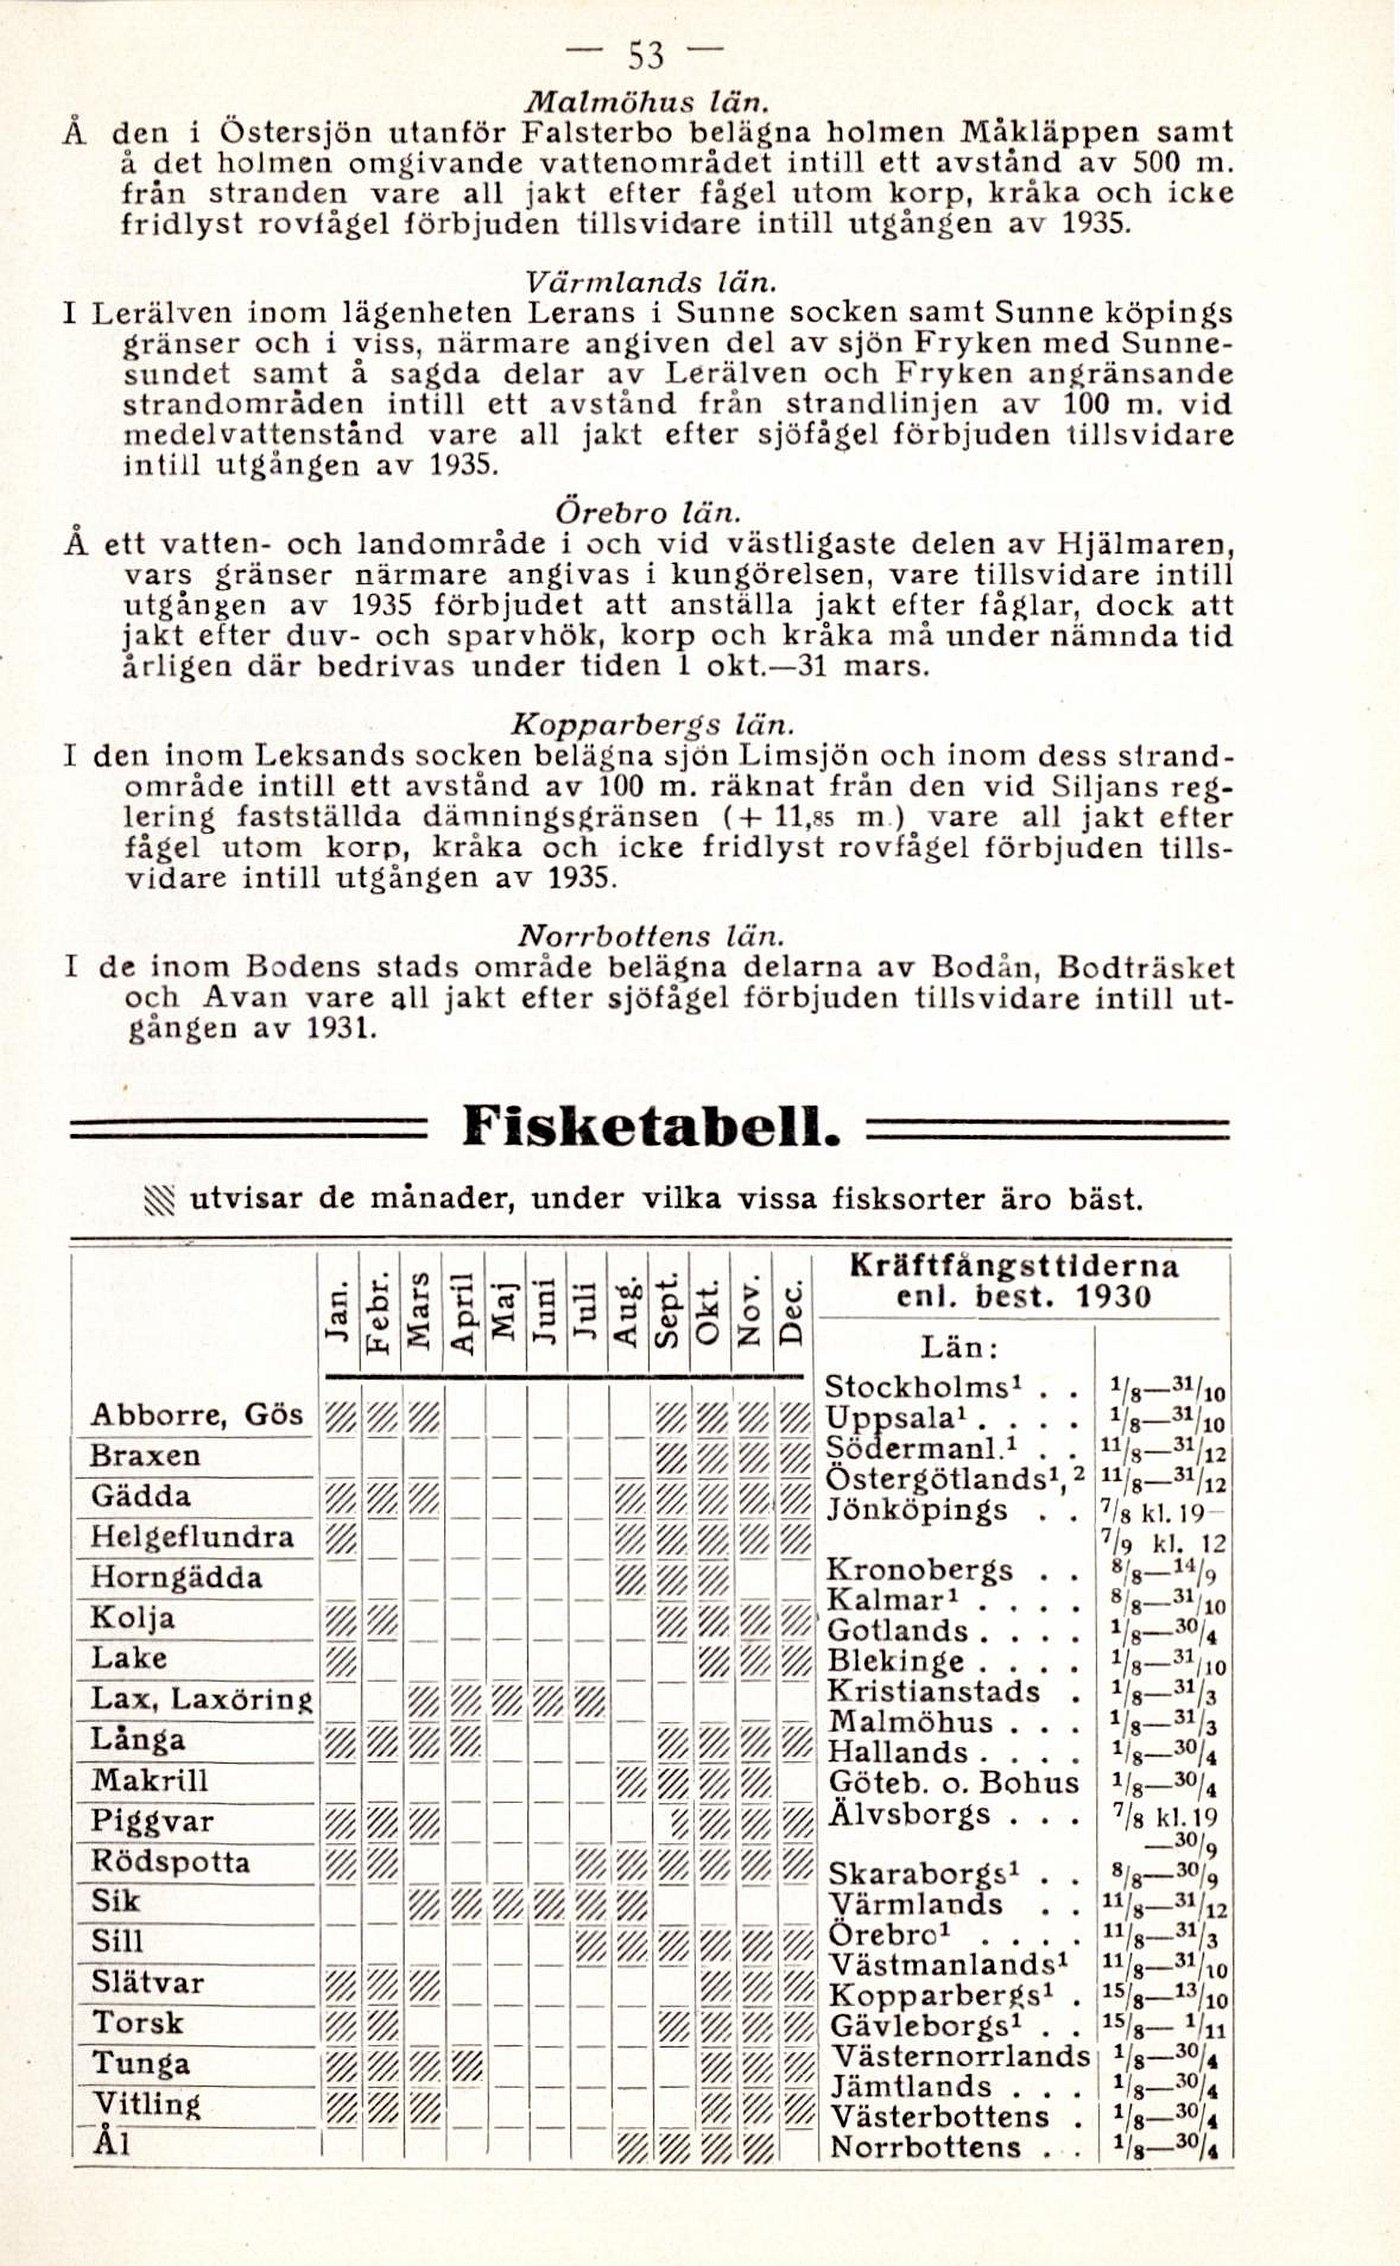 — 53 —
Malmöhus län.
Å den i Östersjön utanför Falsterbo belägna holmen Måkläppen samt
å det holmen omgivande vattenområdet intill ett avstånd av 500 m.
från stranden vare all jakt efter fågel utom korp, kråka och icke
fridlyst rovfågel förbjuden tillsvidare intill utgången av 1935.
Värmlands län.
I Lerälven inom lägenheten Lerans i Sunne socken samt Sunne köpings
gränser och i viss, närmare angiven del av sjön Fryken med Sunne-
sundet samt å sagda delar av Lerälven och Fryken angränsande
strandområden intill ett avstånd från strandlinjen av 100 m. vid
medelvattenstånd vare all jakt efter sjöfågel förbjuden tillsvidare
intill utgången av 1935.
Örebro län.
Å ett vatten- och landområde i och vid västligaste delen av Hjälmaren,
vars gränser närmare angivas i kungörelsen, vare tillsvidare intill
utgången av 1935 förbjudet att anställa jakt efter fåglar, dock att
jakt efter duv- och sparvhök, korp och kråka må under nämnda tid
årligen där bedrivas under tiden 1 okt.—31 mars.
Kopparbergs län.
I den inom Leksands socken belägna sjön Limsjön och inom dess strand-
område intill ett avstånd av 100 m. räknat från den vid Siljans reg-
lering fastställda dämningsgränsen (+ 11,85 m.) vare all jakt efter
fågel utom korp, kråka och icke fridlyst rovfågel förbjuden tills-
vidare intill utgången av 1935.
Norrbottens län.
I de inom Bodens stads område belägna delarna av Bodån, Bodträsket
och Avan vare all jakt efter sjöfågel förbjuden tillsvidare intill ut-
gången av 1931.
Fisketabell.
utvisar de månader, under vilka vissa fisksorter äro bäst.
Jan. Febr. Mars April Maj Juni Juli Aug. Sept. Okt. Nov. Dec.
Abborre, Gös
Braxen
Gädda
Helgeflundra
Horngädda
Kolja
Lake
Lax, Laxöring
Långa
Makrill
Piggvar
Rödspotta
Sik
Sill
Slätvar
Torsk
Tunga
Vitling
Ål
Kräftfångsttiderna
enl. best. 1930
Län:
Stockholms¹ . . 1/8—31/10
Uppsala¹ . . . . 1/8—31/10
Södermanl.¹ . . 11/8—31/12
Östergötlands¹,² 11/8—31/12
Jönköpings . . 7/8 kl. 19—
7/9 kl. 12
Kronobergs . . 8/8—14/9
Kalmar¹ . . . . 8/8—31/10
Gotlands . . . . 1/8—30/4
Blekinge . . . . 1/8—31/10
Kristianstads . 1/8—31/3
Malmöhus . . . 1/8—31/3
Hallands . . . . 1/8—30/4
Göteb. o. Bohus 1/8—30/4
Älvsborgs . . . 7/8 kl. 19
—30/9
Skaraborgs¹ . . 8/8—30/9
Värmlands . . 11/8—31/12
Örebro¹ . . . . 11/8—31/3
Västmanlands¹ 11/8—31/10
Kopparbergs¹ . 15/8—13/10
Gävleborgs¹ . . 15/8— 1/11
Västernorrlands 1/8—30/4
Jämtlands . . . 1/8—30/4
Västerbottens . 1/8—30/4
Norrbottens . . 1/8—30/4